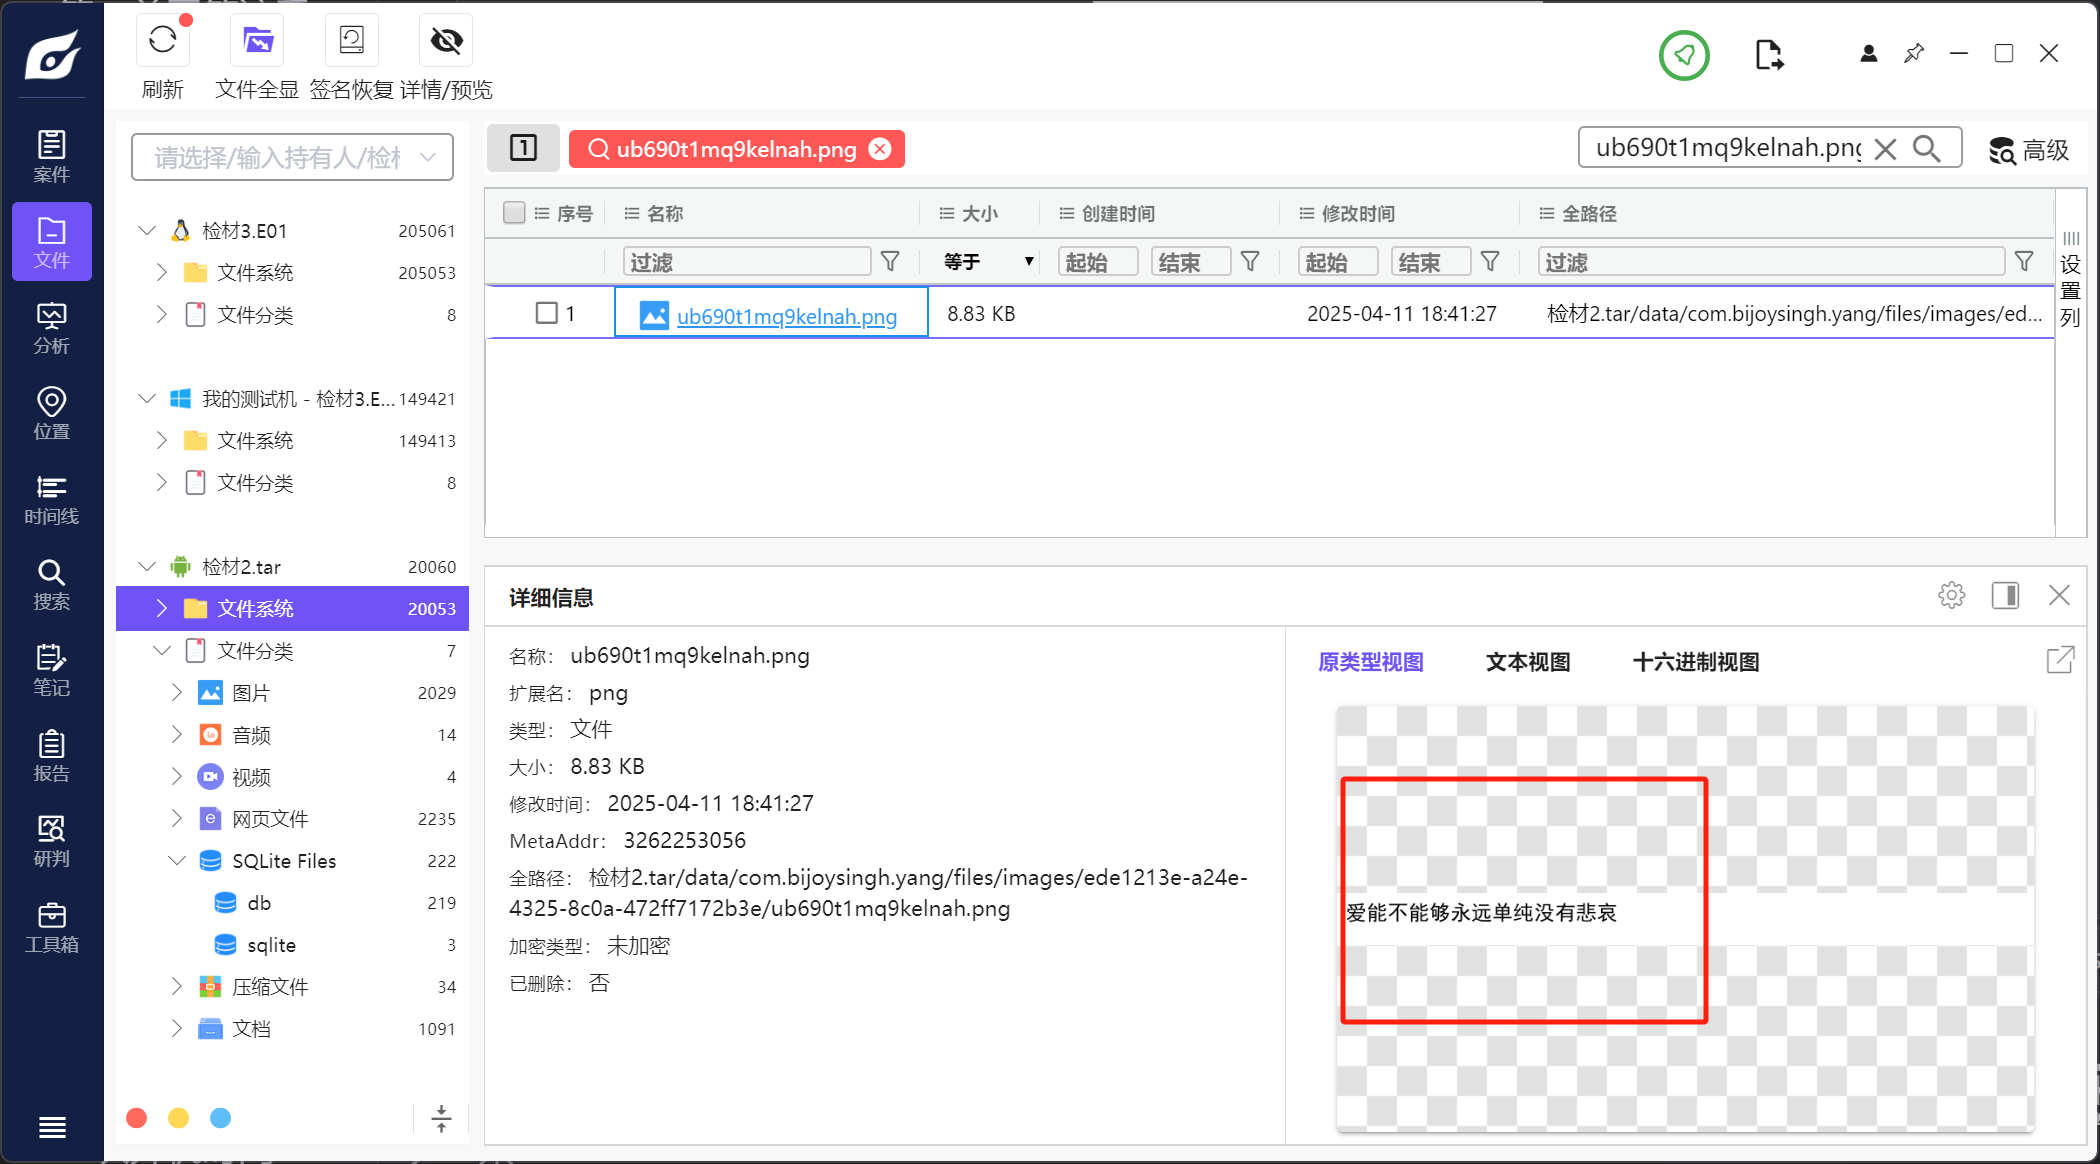 刷新
文件全显
签名恢复
详情/预览
案件
文件
分析
位置
时间线
搜索
笔记
报告
研判
工具箱
请选择/输入持有人/检材
检材3.E01 205061
文件系统 205053
文件分类 8
我的测试机 - 检材3.E... 149421
文件系统 149413
文件分类 8
检材2.tar 20060
文件系统 20053
文件分类 7
图片 2029
音频 14
视频 4
网页文件 2235
SQLite Files 222
db 219
sqlite 3
压缩文件 34
文档 1091
1
ub690t1mq9kelnah.png
ub690t1mq9kelnah.png
高级
序号 名称 大小 创建时间 修改时间 全路径
过滤 等于 起始 结束 起始 结束 过滤
1 ub690t1mq9kelnah.png 8.83 KB 2025-04-11 18:41:27 检材2.tar/data/com.bijoysingh.yang/files/images/ed...
设置列
详细信息
名称: ub690t1mq9kelnah.png
扩展名: png
类型: 文件
大小: 8.83 KB
修改时间: 2025-04-11 18:41:27
MetaAddr: 3262253056
全路径: 检材2.tar/data/com.bijoysingh.yang/files/images/ede1213e-a24e-
4325-8c0a-472ff7172b3e/ub690t1mq9kelnah.png
加密类型: 未加密
已删除: 否
原类型视图 文本视图 十六进制视图
爱能不能够永远单纯没有悲哀